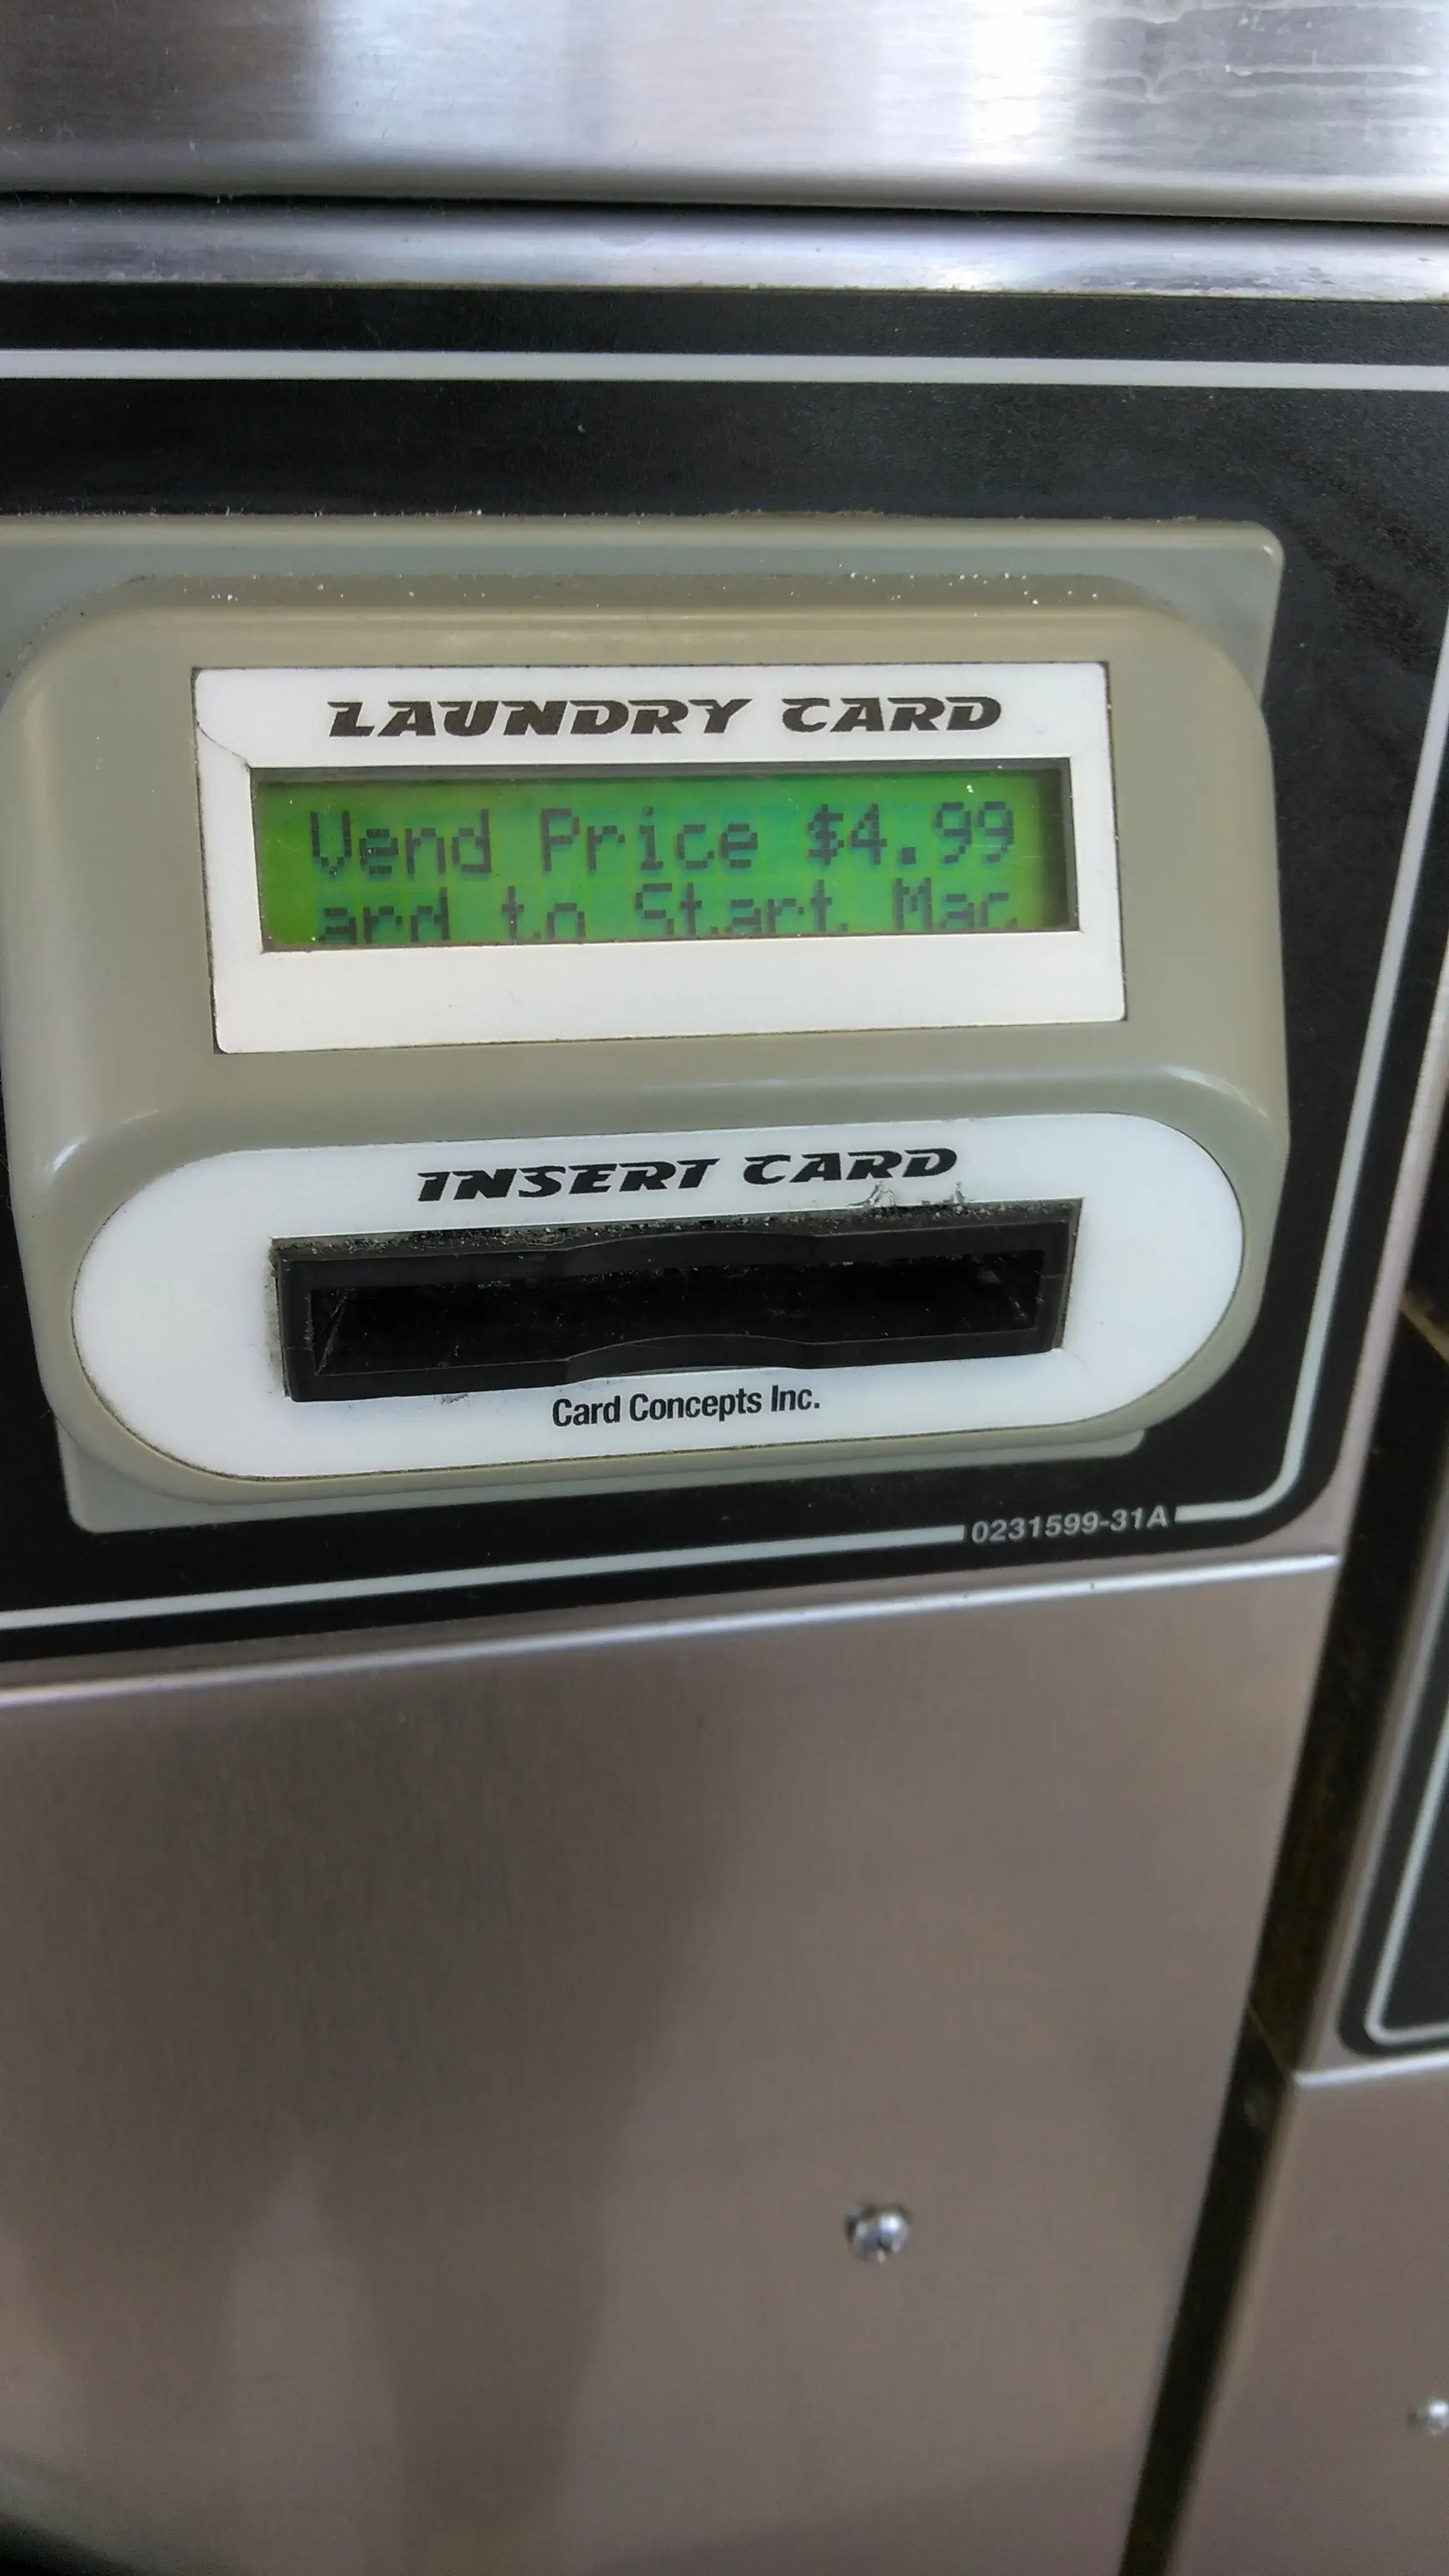 LAUNDRY CARD
Vend Price $4.99
ard to Start Mac
INSERT CARD
Card Concepts Inc.
0231599-31A